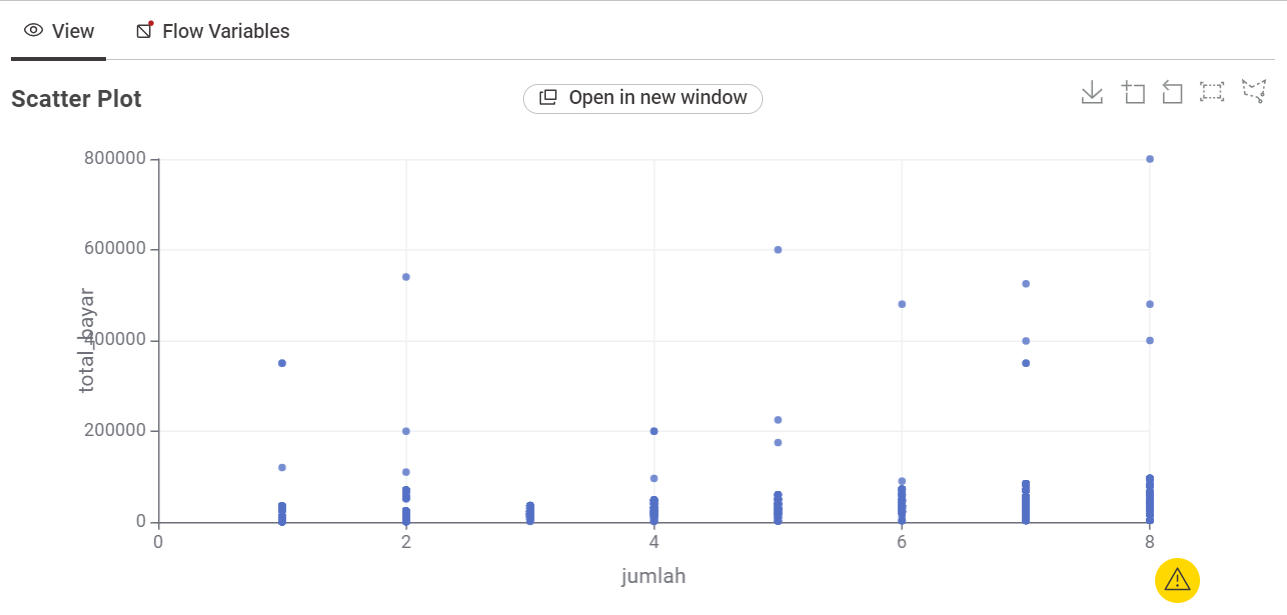 View
Flow Variables
Scatter Plot
Open in new window
800000
600000
400000
200000
0
total_bayar
0
2
4
6
8
jumlah